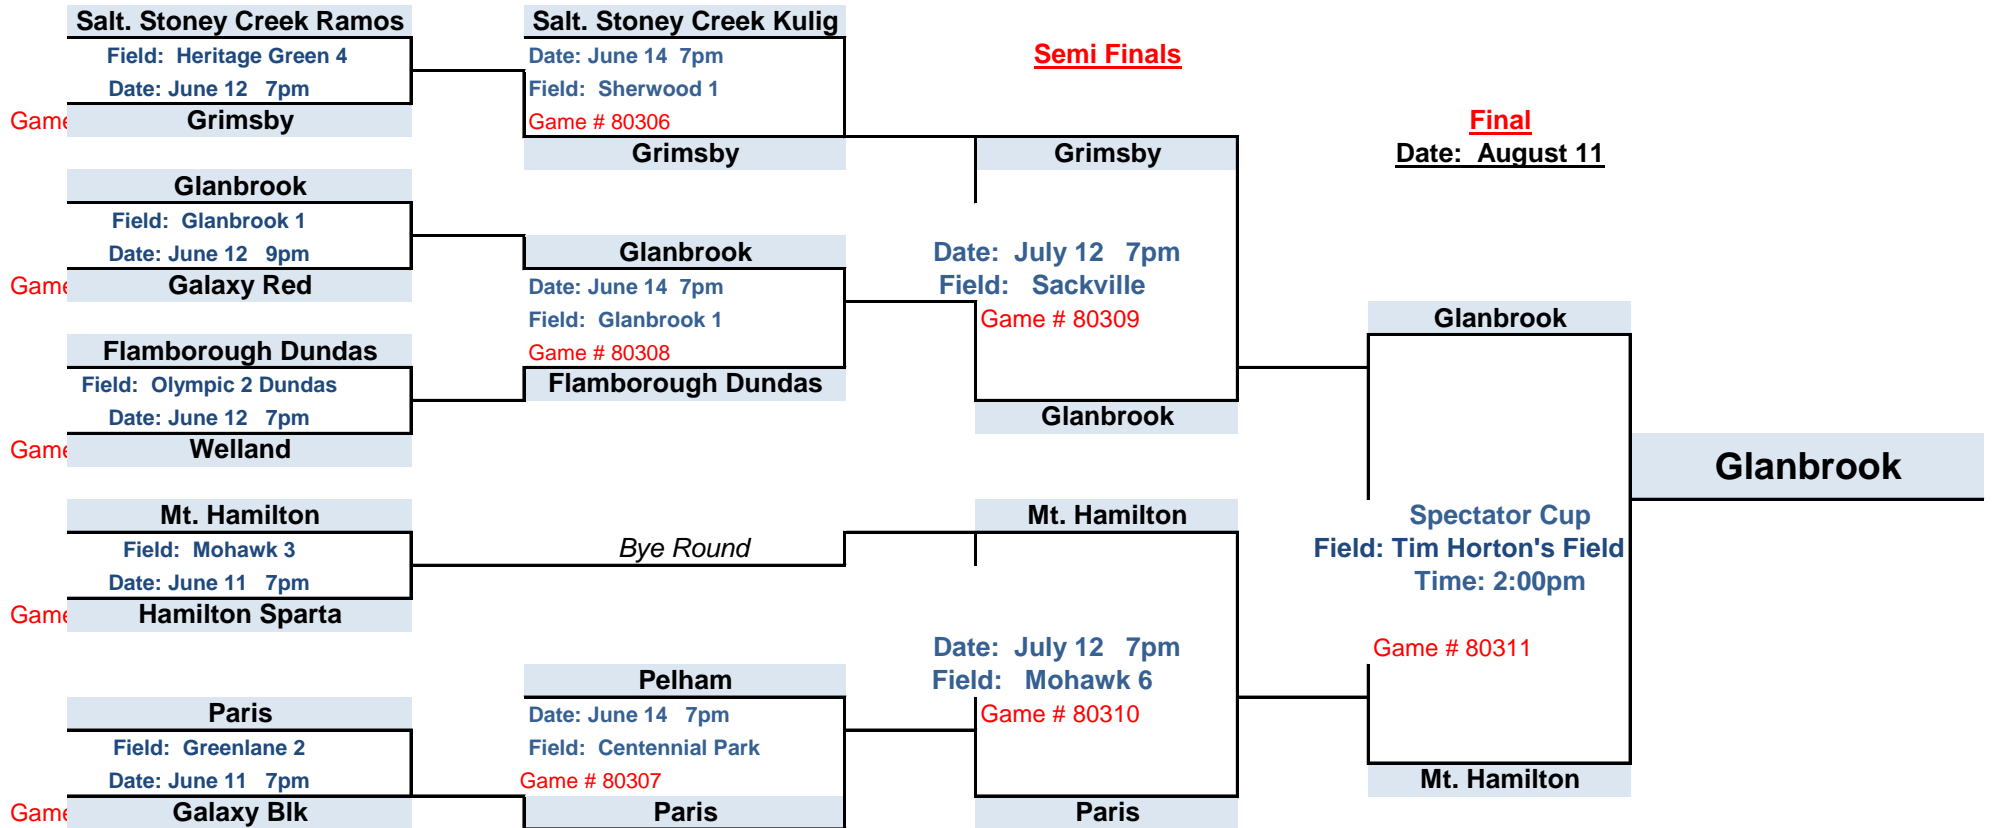 Salt. Stoney Creek Ramos
Field: Heritage Green 4
Date: June 12 7pm
Game
Grimsby
Glanbrook
Field: Glanbrook 1
Date: June 12 9pm
Game
Galaxy Red
Flamborough Dundas
Field: Olympic 2 Dundas
Date: June 12 7pm
Game
Welland
Mt. Hamilton
Field: Mohawk 3
Date: June 11 7pm
Game
Hamilton Sparta
Paris
Field: Greenlane 2
Date: June 11 7pm
Game
Galaxy Blk
Salt. Stoney Creek Kulig
Date: June 14 7pm
Field: Sherwood 1
Game # 80306
Grimsby
Glanbrook
Date: June 14 7pm
Field: Glanbrook 1
Game # 80308
Flamborough Dundas
Bye Round
Pelham
Date: June 14 7pm
Field: Centennial Park
Game # 80307
Paris
Semi Finals
Grimsby
Date: July 12 7pm
Field: Sackville
Game # 80309
Glanbrook
Mt. Hamilton
Date: July 12 7pm
Field: Mohawk 6
Game # 80310
Paris
Final
Date: August 11
Glanbrook
Spectator Cup
Field: Tim Horton's Field
Time: 2:00pm
Game # 80311
Mt. Hamilton
Glanbrook